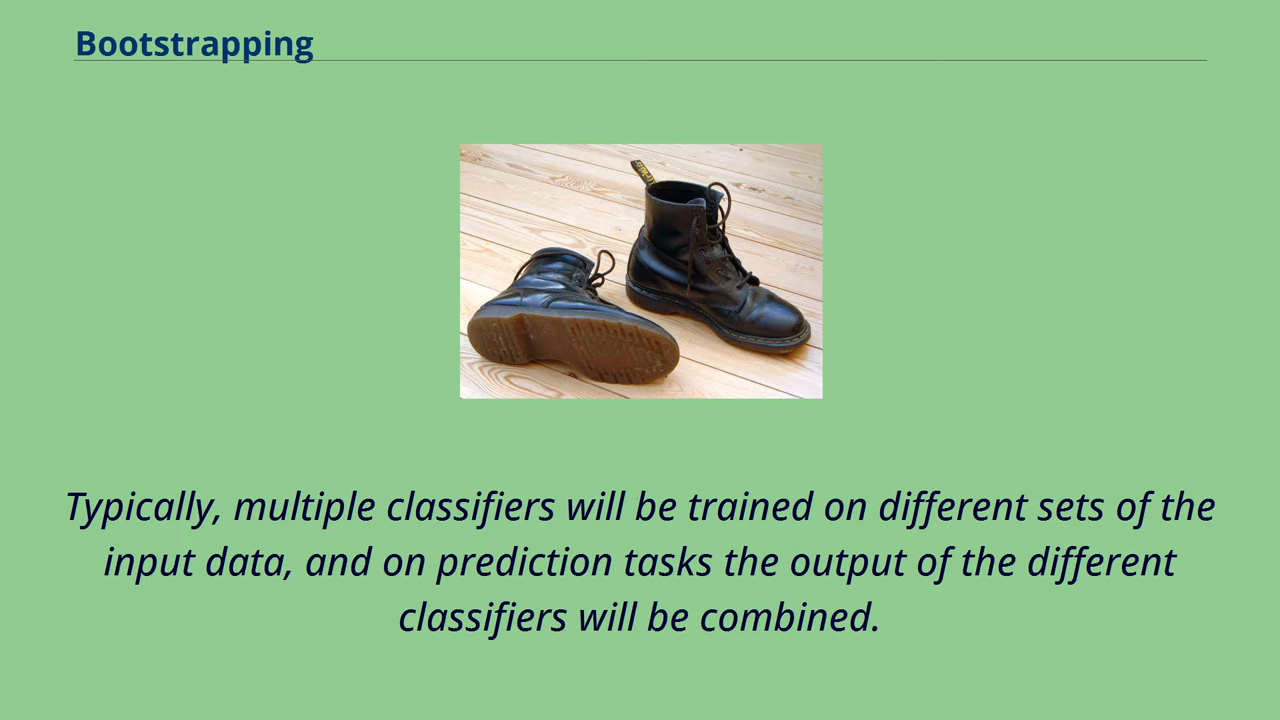 Bootstrapping
Typically, multiple classifiers will be trained on different sets of the
input data, and on prediction tasks the output of the different
classifiers will be combined.